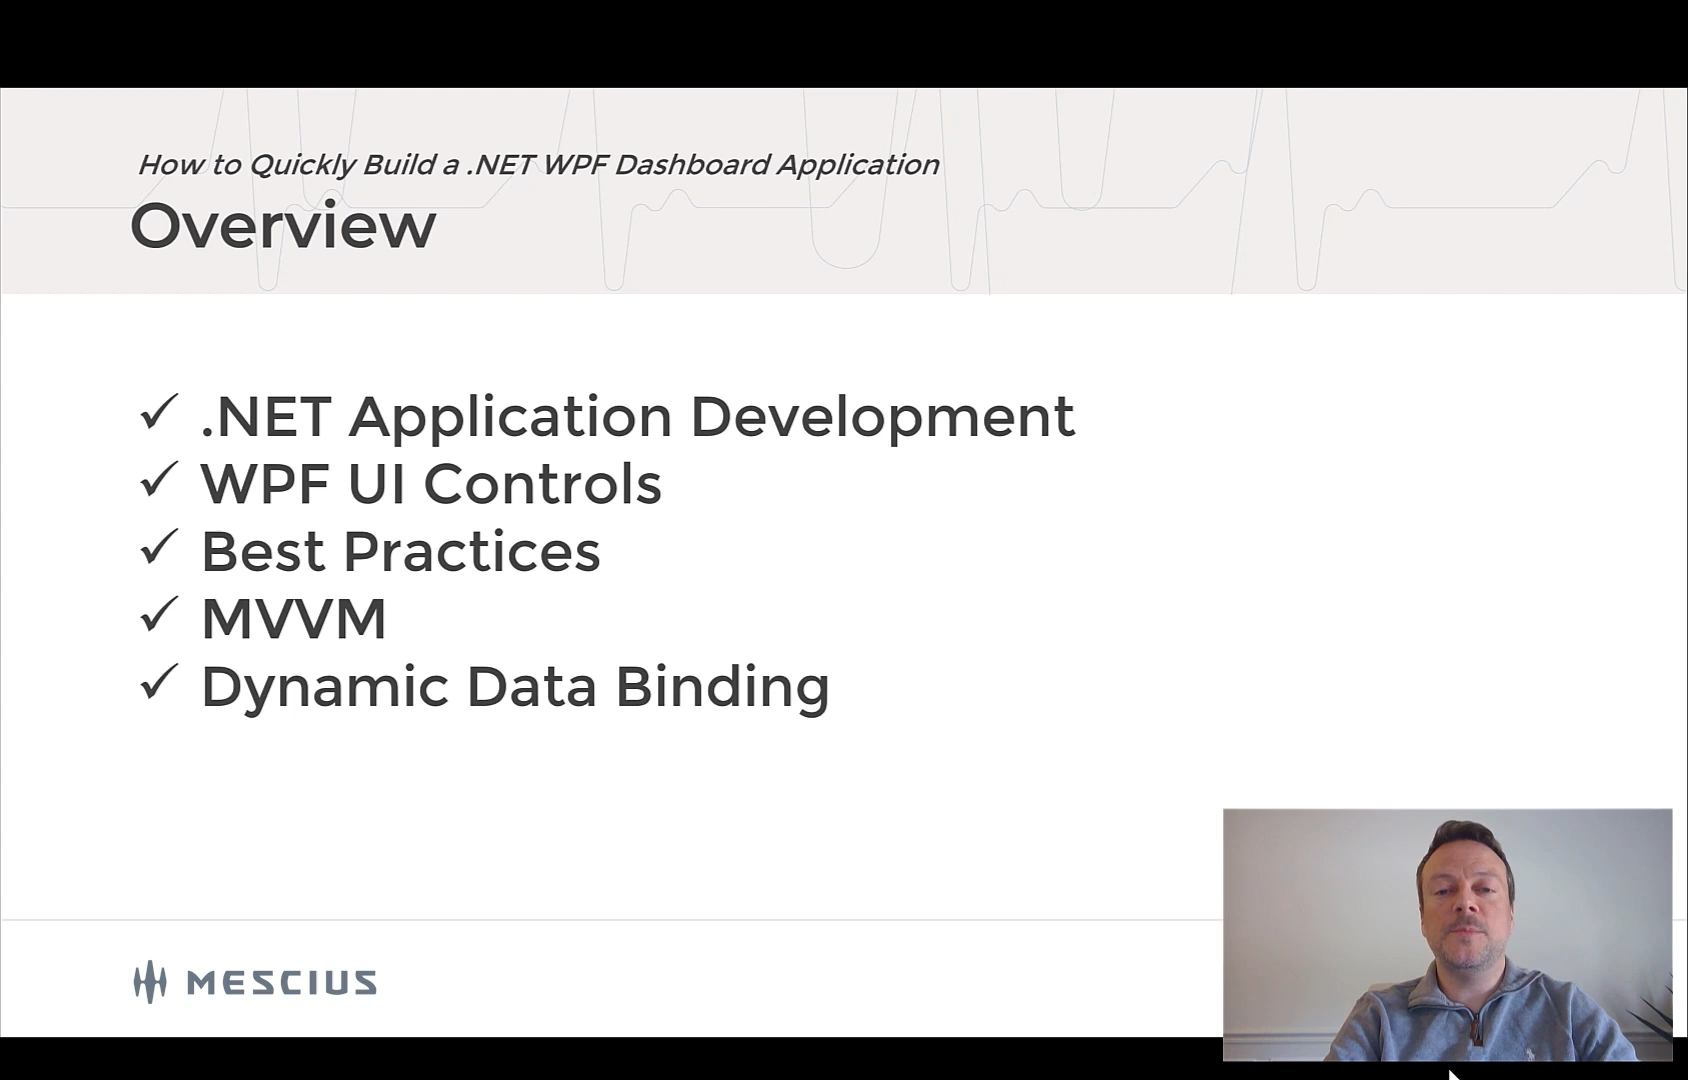 How to Quickly Build a .NET WPF Dashboard Application
Overview
✓ .NET Application Development
✓ WPF UI Controls
✓ Best Practices
✓ MVVM
✓ Dynamic Data Binding
MESCIUS